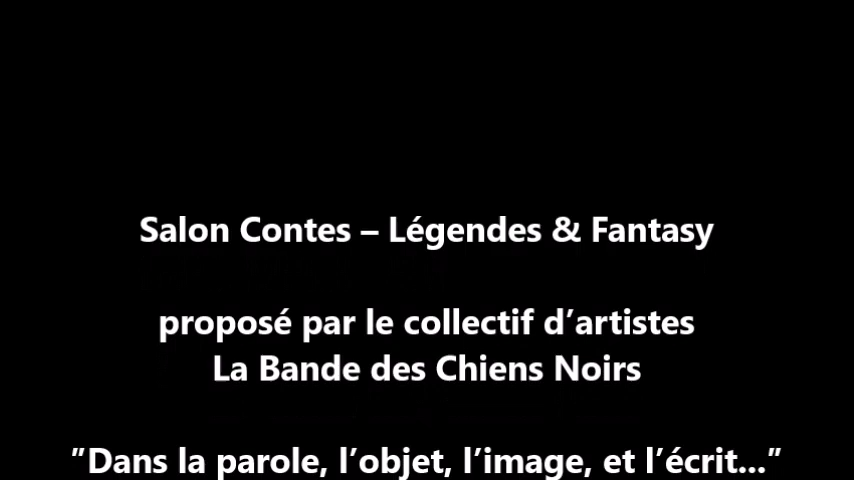 Salon Contes – Légendes & Fantasy
proposé par le collectif d’artistes
La Bande des Chiens Noirs
”Dans la parole, l’objet, l’image, et l’écrit...”